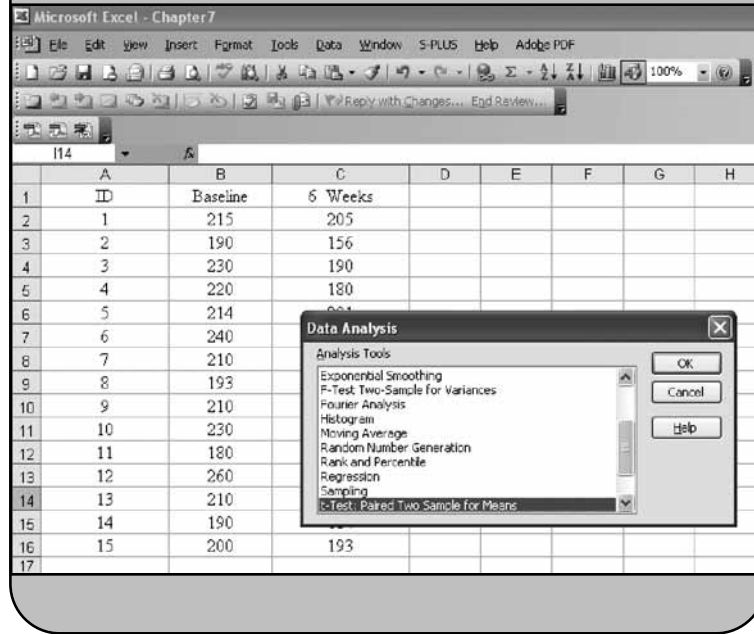 Microsoft Excel - Chapter7
File Edit View Insert Format Tools Data Window S-PLUS Help Adobe PDF
100%
Reply with Changes... End Review...
I14 fx
A B C D E F G H
1 ID Baseline 6 Weeks
2 1 215 205
3 2 190 156
4 3 230 190
5 4 220 180
6 5 214
7 6 240
8 7 210
9 8 193
10 9 210
11 10 230
12 11 180
13 12 260
14 13 210
15 14 190
16 15 200 193
17
Data Analysis
Analysis Tools
Exponential Smoothing
F-Test Two-Sample for Variances
Fourier Analysis
Histogram
Moving Average
Random Number Generation
Rank and Percentile
Regression
Sampling
t-Test: Paired Two Sample for Means
OK
Cancel
Help